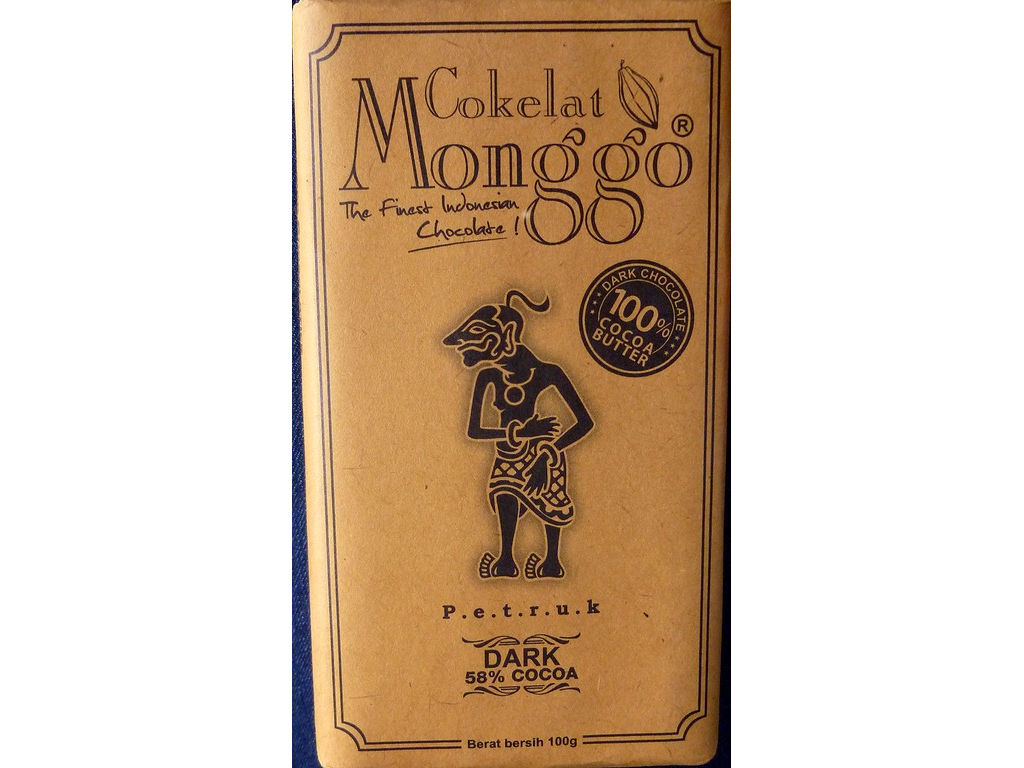 Cokelat
Monggo®
The Finest Indonesian
Chocolate !
DARK CHOCOLATE
100%
COCOA
BUTTER
P.e.t.r.u.k
DARK
58% COCOA
Berat bersih 100g